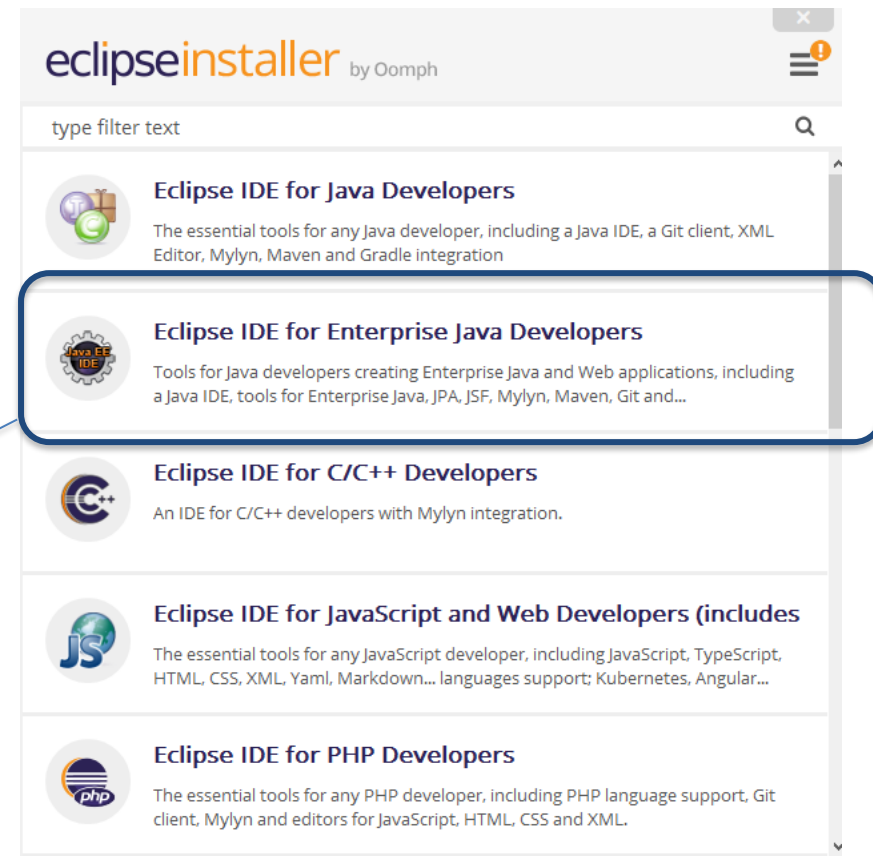 eclipseinstaller by Oomph
type filter text
Eclipse IDE for Java Developers
The essential tools for any Java developer, including a Java IDE, a Git client, XML
Editor, Mylyn, Maven and Gradle integration
Java EE
IDE
Eclipse IDE for Enterprise Java Developers
Tools for Java developers creating Enterprise Java and Web applications, including
a Java IDE, tools for Enterprise Java, JPA, JSF, Mylyn, Maven, Git and...
C++
Eclipse IDE for C/C++ Developers
An IDE for C/C++ developers with Mylyn integration.
JS
Eclipse IDE for JavaScript and Web Developers (includes
The essential tools for any JavaScript developer, including JavaScript, TypeScript,
HTML, CSS, XML, Yaml, Markdown... languages support; Kubernetes, Angular...
php
Eclipse IDE for PHP Developers
The essential tools for any PHP developer, including PHP language support, Git
client, Mylyn and editors for JavaScript, HTML, CSS and XML.